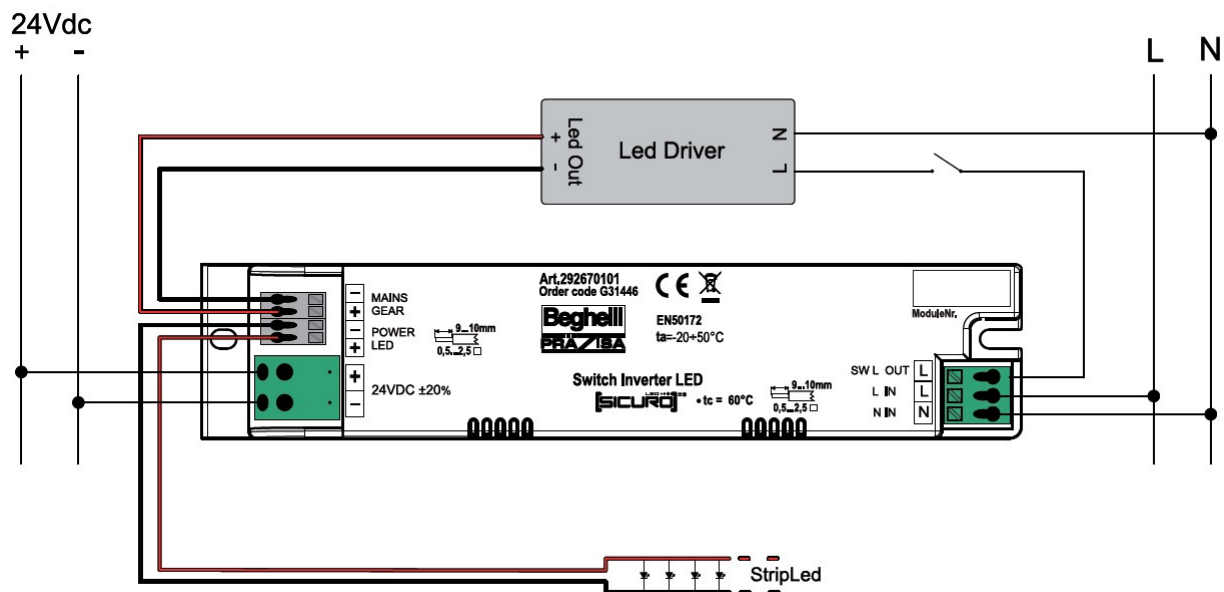 24Vdc
+ -
L N
+ Led Out -
Led Driver
N
L
Art.292670101
Order code G31446
CE
Beghelli
PRÄZISA
EN50172
ta=-20÷50°C
ModuleNr.
- MAINS
+ GEAR
- POWER
+ LED
9...10mm
0,5...2,5
+
24VDC ±20%
-
Switch Inverter LED
SICURO
• tc = 60°C
9...10mm
0,5...2,5
SW L OUT L
L IN L
N IN N
StripLed